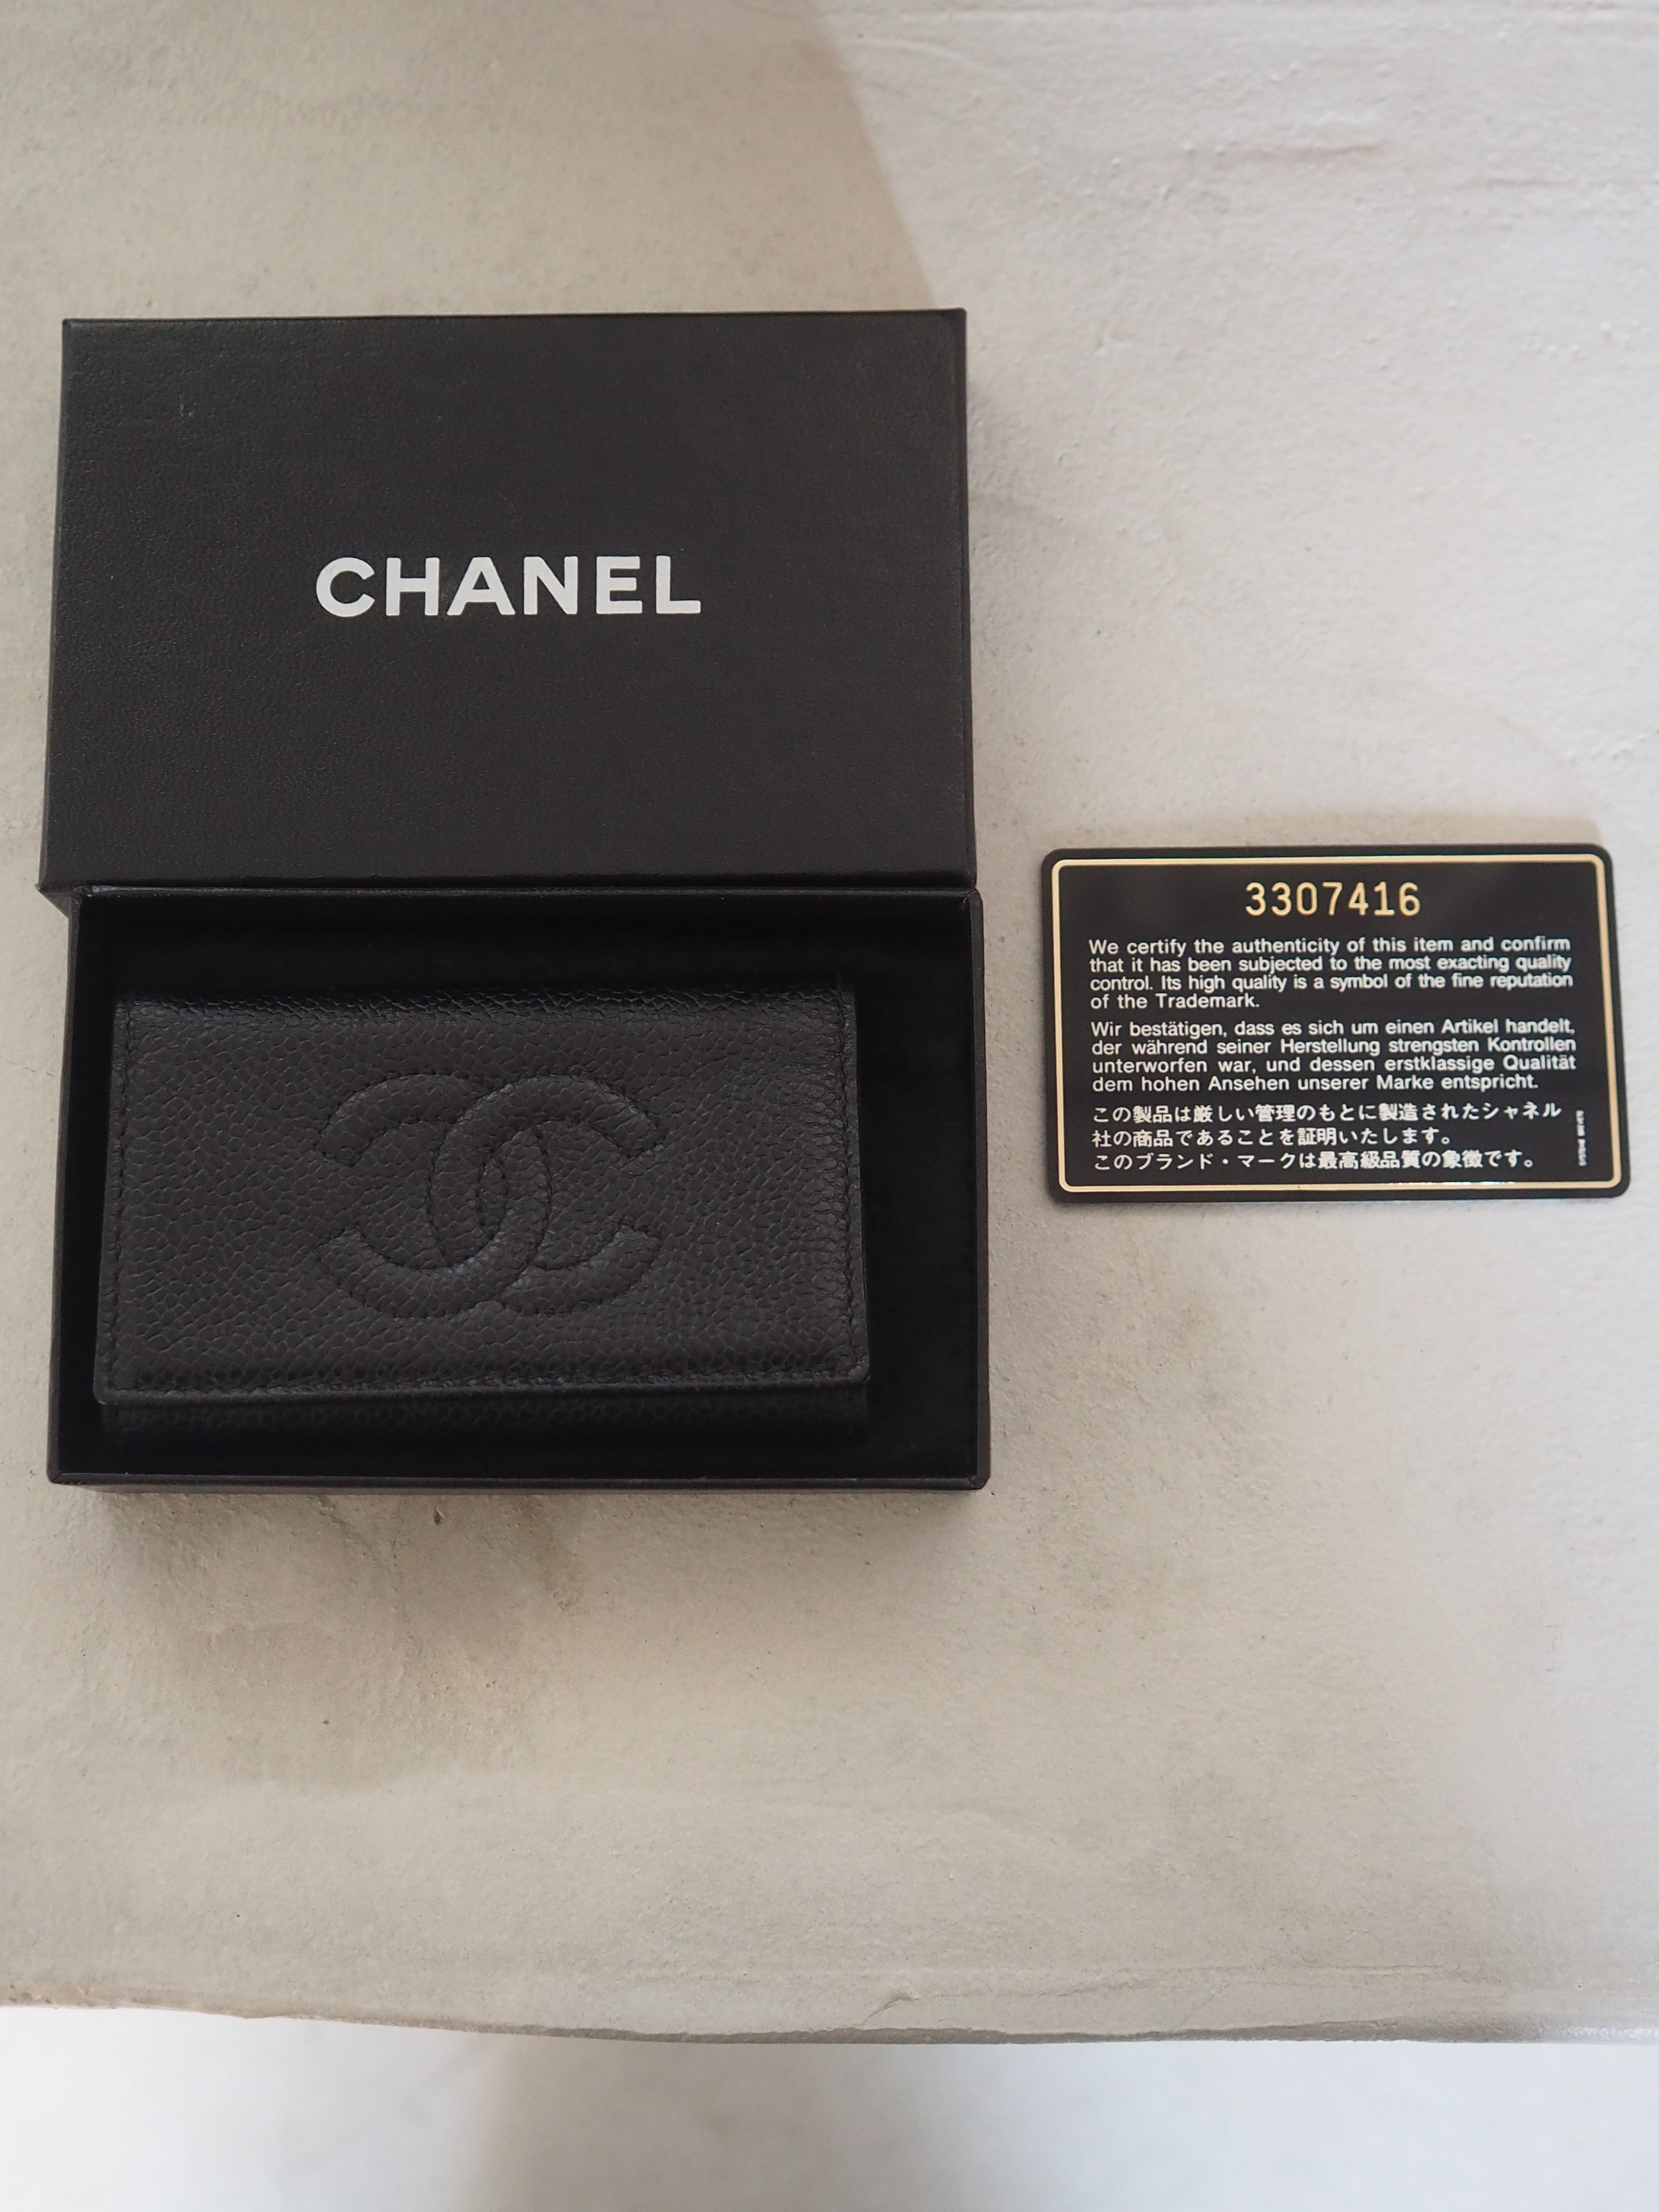 CHANEL
3307416
We certify the authenticity of this item and confirm
that it has been subjected to the most exacting quality
control. Its high quality is a symbol of the fine reputation
of the Trademark.
Wir bestätigen, dass es sich um einen Artikel handelt,
der während seiner Herstellung strengsten Kontrollen
unterworfen war, und dessen erstklassige Qualität
dem hohen Ansehen unserer Marke entspricht.
この製品は厳しい管理のもとに製造されたシャネル
社の商品であることを証明いたします。
このブランド・マークは最高級品質の象徴です。